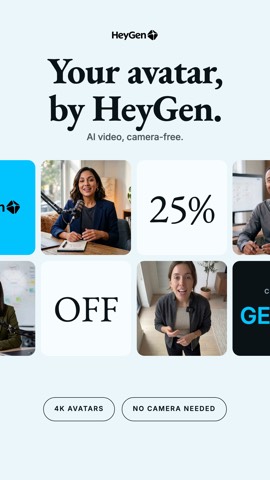 HeyGen
Your avatar,
by HeyGen.
AI video, camera-free.
25%
OFF
4K AVATARS
NO CAMERA NEEDED